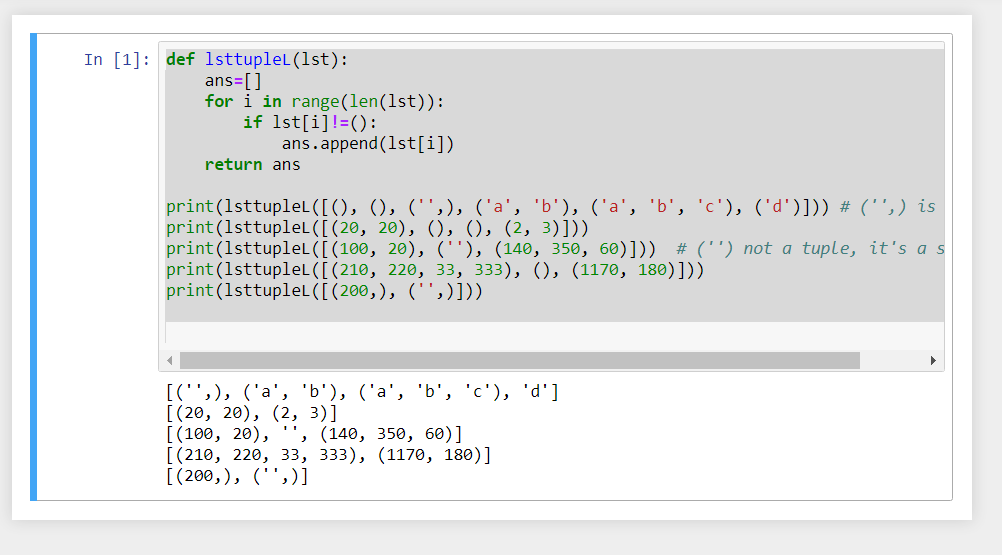 In [1]: def lsttupleL(lst):
    ans=[]
    for i in range(len(lst)):
        if lst[i]!=():
            ans.append(lst[i])
    return ans
print(lsttupleL([(), (), ('',), ('a', 'b'), ('a', 'b', 'c'), ('d')])) # ('',) is
print(lsttupleL([(20, 20), (), (), (2, 3)]))
print(lsttupleL([(100, 20), (''), (140, 350, 60)]))  # ('') not a tuple, it's a s
print(lsttupleL([(210, 220, 33, 333), (), (1170, 180)]))
print(lsttupleL([(200,), ('',)]))
[('',), ('a', 'b'), ('a', 'b', 'c'), 'd']
[(20, 20), (2, 3)]
[(100, 20), '', (140, 350, 60)]
[(210, 220, 33, 333), (1170, 180)]
[(200,), ('',)]